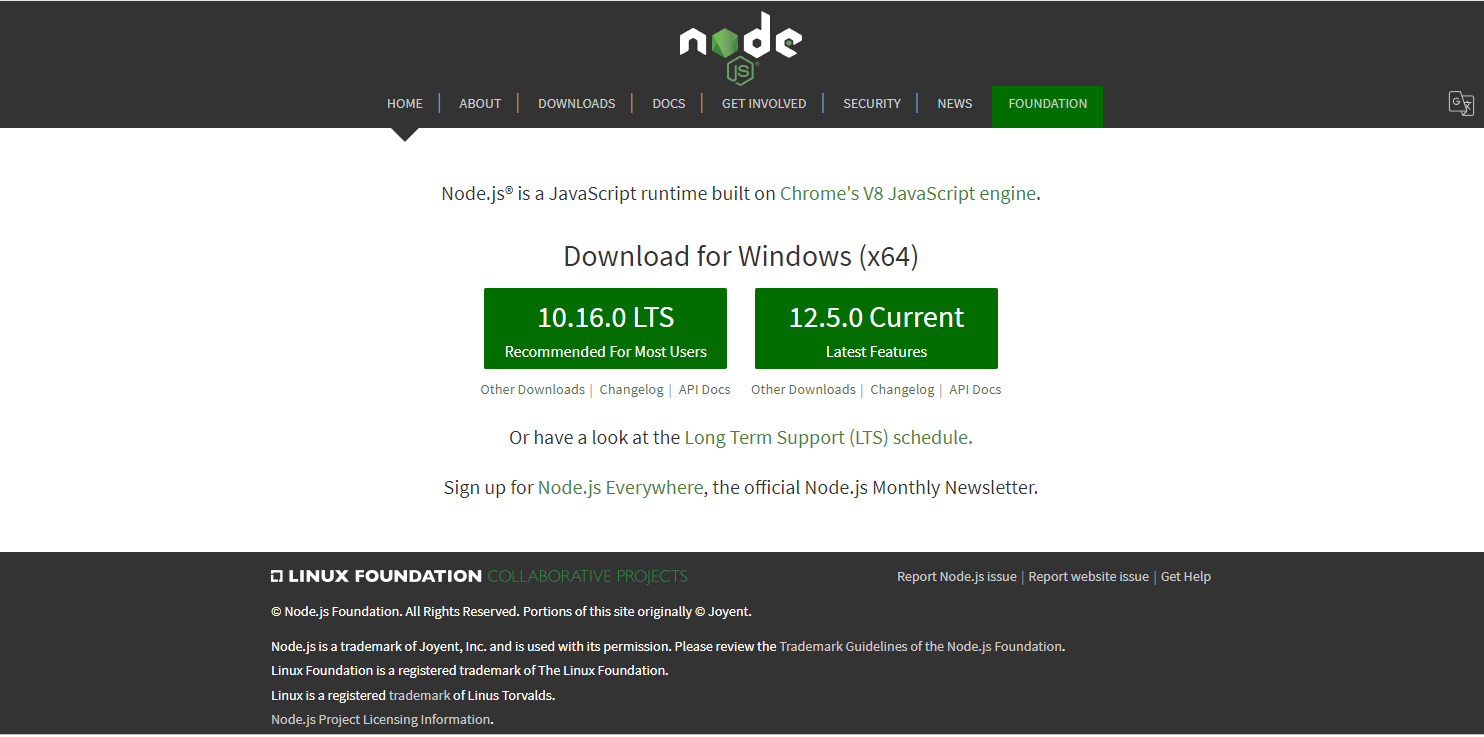 node
JS®
HOME | ABOUT | DOWNLOADS | DOCS | GET INVOLVED | SECURITY | NEWS FOUNDATION
Node.js® is a JavaScript runtime built on Chrome's V8 JavaScript engine.
Download for Windows (x64)
10.16.0 LTS 12.5.0 Current
Recommended For Most Users Latest Features
Other Downloads | Changelog | API Docs Other Downloads | Changelog | API Docs
Or have a look at the Long Term Support (LTS) schedule.
Sign up for Node.js Everywhere, the official Node.js Monthly Newsletter.
LINUX FOUNDATION COLLABORATIVE PROJECTS Report Node.js issue | Report website issue | Get Help
© Node.js Foundation. All Rights Reserved. Portions of this site originally © Joyent.
Node.js is a trademark of Joyent, Inc. and is used with its permission. Please review the Trademark Guidelines of the Node.js Foundation.
Linux Foundation is a registered trademark of The Linux Foundation.
Linux is a registered trademark of Linus Torvalds.
Node.js Project Licensing Information.